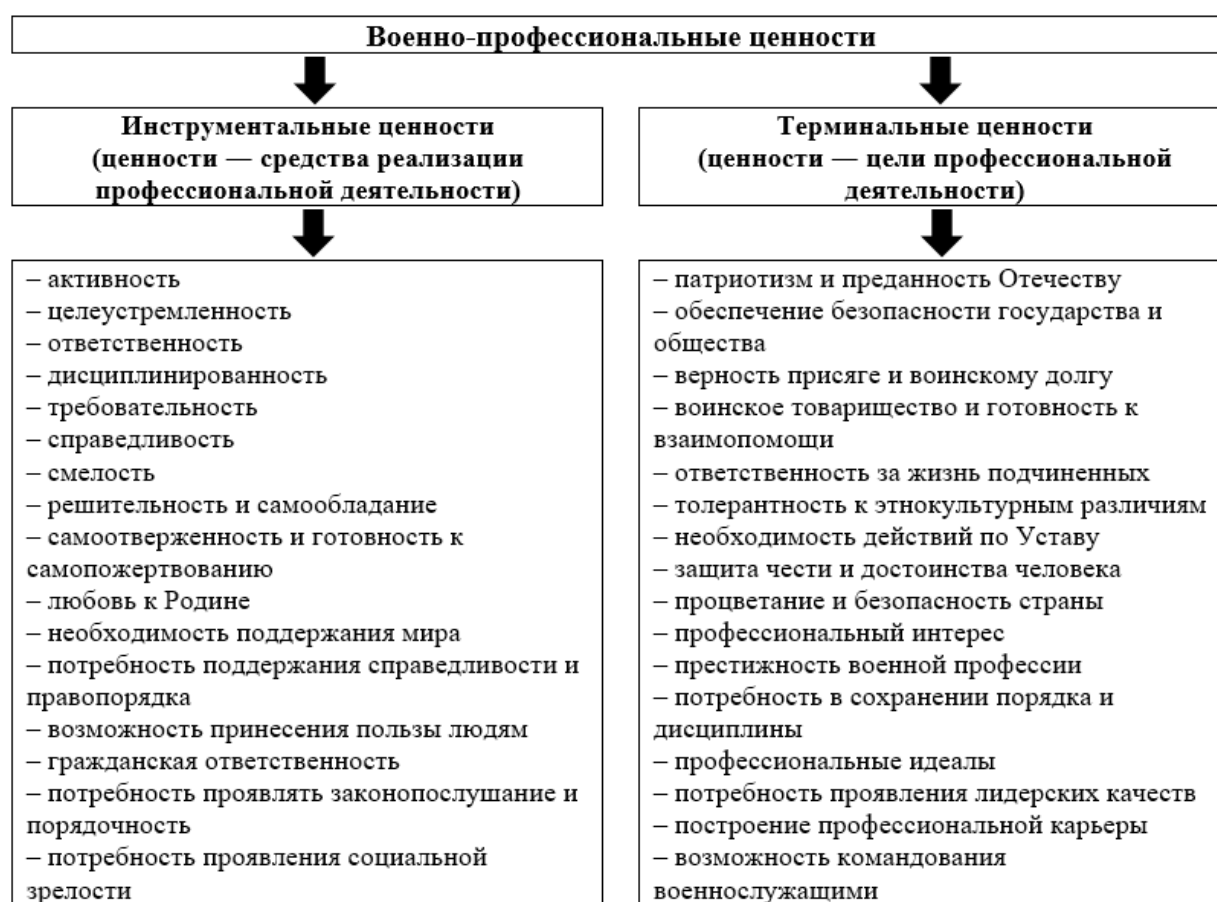 Военно-профессиональные ценности
Инструментальные ценности
(ценности — средства реализации
профессиональной деятельности)
Терминальные ценности
(ценности — цели профессиональной
деятельности)
– активность
– целеустремленность
– ответственность
– дисциплинированность
– требовательность
– справедливость
– смелость
– решительность и самообладание
– самоотверженность и готовность к
самопожертвованию
– любовь к Родине
– необходимость поддержания мира
– потребность поддержания справедливости и
правопорядка
– возможность принесения пользы людям
– гражданская ответственность
– потребность проявлять законопослушание и
порядочность
– потребность проявления социальной
зрелости
– патриотизм и преданность Отечеству
– обеспечение безопасности государства и
общества
– верность присяге и воинскому долгу
– воинское товарищество и готовность к
взаимопомощи
– ответственность за жизнь подчиненных
– толерантность к этнокультурным различиям
– необходимость действий по Уставу
– защита чести и достоинства человека
– процветание и безопасность страны
– профессиональный интерес
– престижность военной профессии
– потребность в сохранении порядка и
дисциплины
– профессиональные идеалы
– потребность проявления лидерских качеств
– построение профессиональной карьеры
– возможность командования
военнослужащими